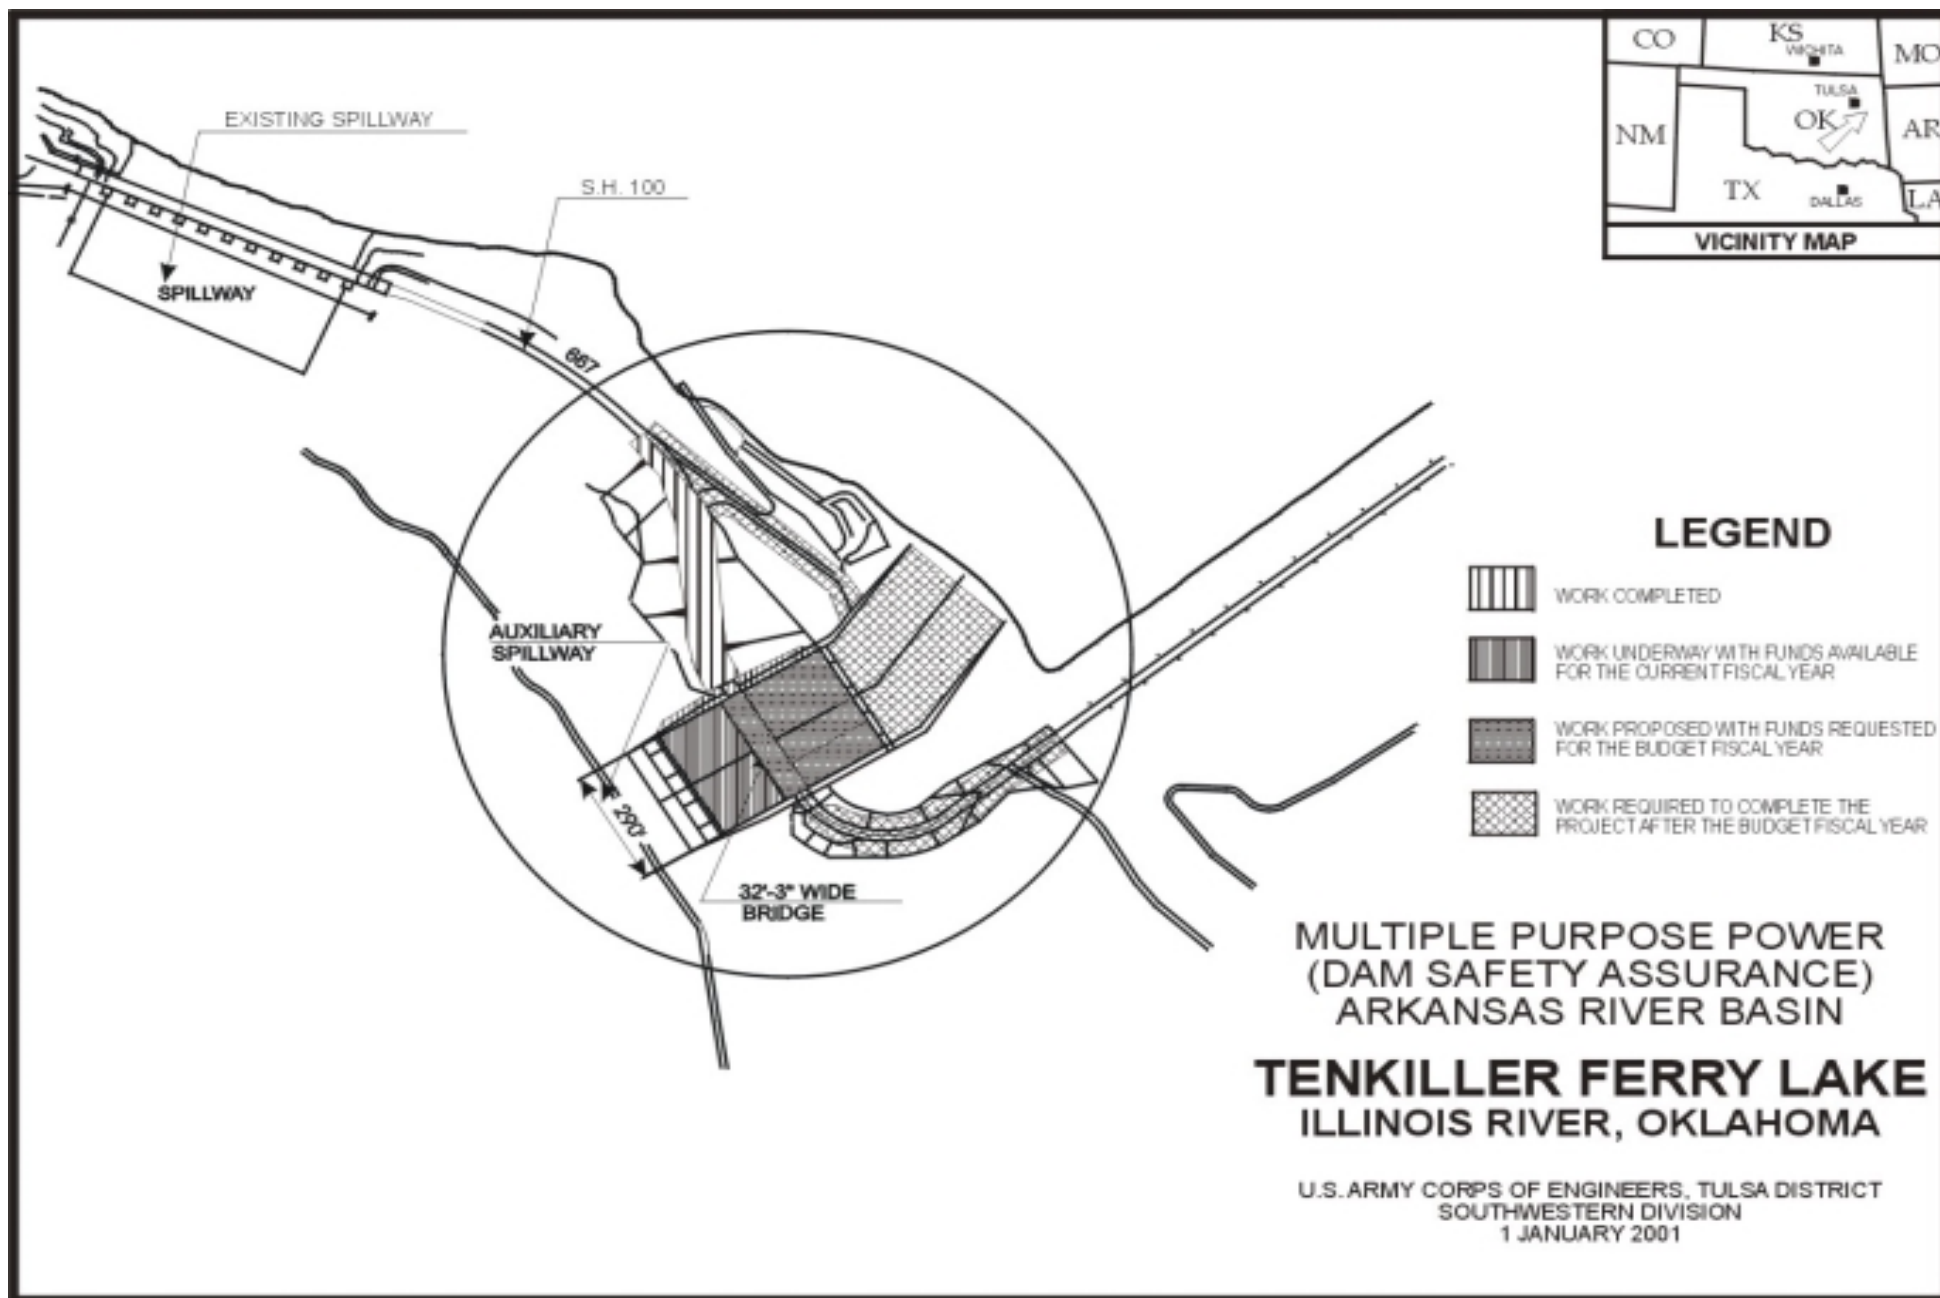 EXISTING SPILLWAY
S.H. 100
SPILLWAY
667
AUXILIARY
SPILLWAY
290'
32'-3" WIDE
BRIDGE
CO
KS
WICHITA
MO
TULSA
OK
NM
AR
TX
DALLAS
LA
VICINITY MAP
LEGEND
WORK COMPLETED
WORK UNDERWAY WITH FUNDS AVAILABLE
FOR THE CURRENT FISCAL YEAR
WORK PROPOSED WITH FUNDS REQUESTED
FOR THE BUDGET FISCAL YEAR
WORK REQUIRED TO COMPLETE THE
PROJECT AFTER THE BUDGET FISCAL YEAR
MULTIPLE PURPOSE POWER
(DAM SAFETY ASSURANCE)
ARKANSAS RIVER BASIN
TENKILLER FERRY LAKE
ILLINOIS RIVER, OKLAHOMA
U.S. ARMY CORPS OF ENGINEERS, TULSA DISTRICT
SOUTHWESTERN DIVISION
1 JANUARY 2001